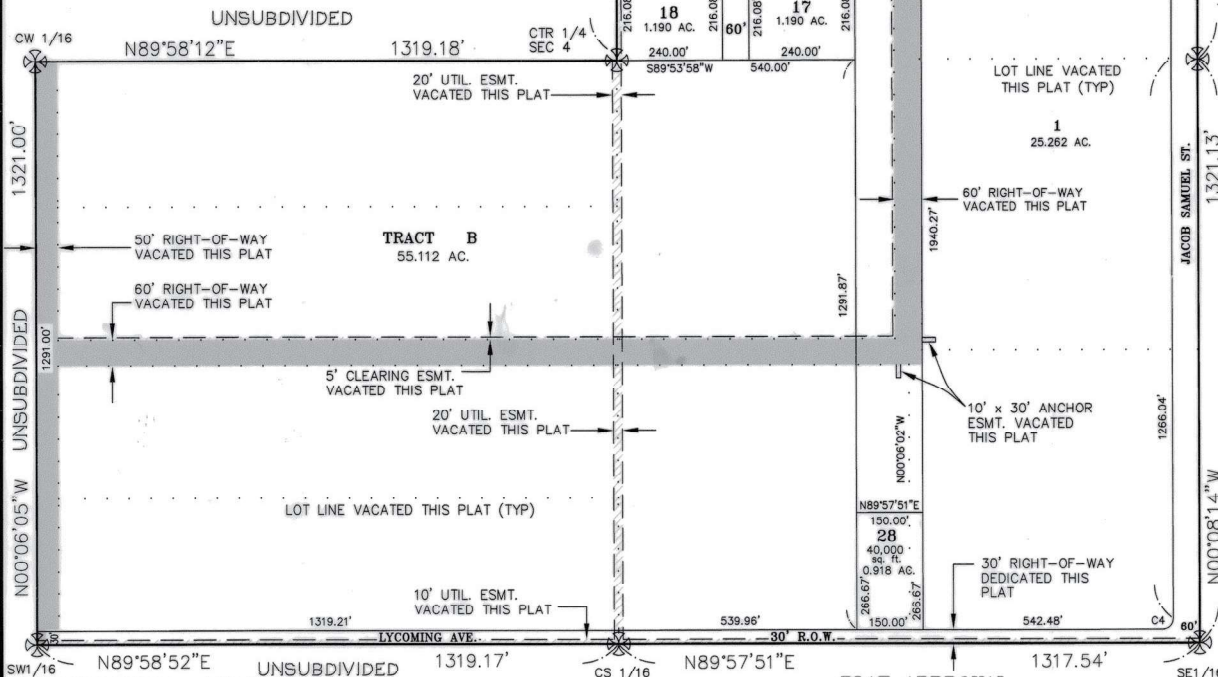 UNSUBDIVIDED
CW 1/16
N89°58'12"E
1319.18'
CTR 1/4
SEC 4
216.08'
18
1.190 AC.
216.08'
60'
17
1.190 AC.
216.08'
240.00'
240.00'
S89°53'58"W
540.00'
20' UTIL. ESMT.
VACATED THIS PLAT
LOT LINE VACATED
THIS PLAT (TYP)
1
25.262 AC.
1321.00'
1321.13'
JACOB SAMUEL ST.
60' RIGHT-OF-WAY
VACATED THIS PLAT
1940.27'
50' RIGHT-OF-WAY
VACATED THIS PLAT
TRACT B
55.112 AC.
60' RIGHT-OF-WAY
VACATED THIS PLAT
1291.87'
UNSUBDIVIDED
1291.00'
5' CLEARING ESMT.
VACATED THIS PLAT
20' UTIL. ESMT.
VACATED THIS PLAT
10' x 30' ANCHOR
ESMT. VACATED
THIS PLAT
1266.04'
N00°06'02"W
N00°06'05"W
N00°08'14"W
LOT LINE VACATED THIS PLAT (TYP)
N89°57'51"E
150.00'
28
40,000
sq. ft.
0.918 AC.
266.67'
266.67'
150.00'
30' RIGHT-OF-WAY
DEDICATED THIS
PLAT
10' UTIL. ESMT.
VACATED THIS PLAT
1319.21'
539.96'
542.48'
C4
60'
30'
LYCOMING AVE.
30' R.O.W.
SW1/16
N89°58'52"E
UNSUBDIVIDED
1319.17'
CS 1/16
N89°57'51"E
1317.54'
SE1/16